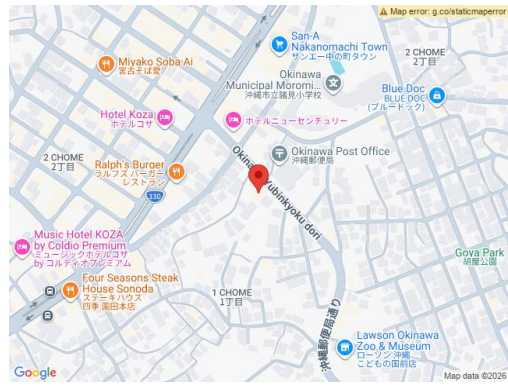 Map error: g.co/staticmaperror
San-A
Nakanomachi Town
サンエー中の町タウン
2 CHOME
2丁目
Miyako Soba Ai
宮古そば愛
Okinawa
Municipal Moromi...
沖縄市立諸見小学校
Blue Doc
BLUE DOC
(ブルードック)
Hotel Koza
ホテルコザ
ホテルニューセンチュリー
Okinawa Post Office
沖縄郵便局
2 CHOME
2丁目
Ralph's Burger
ラルフズ バーガー
レストラン
Okinawa Yubinkyoku dori
330
Music Hotel KOZA
by Coldio Premium
ミュージックホテルコザ
by コルディオプレミアム
Goya Park
胡屋公園
Four Seasons Steak
House Sonoda
ステーキハウス
四季 園田本店
1 CHOME
1丁目
沖縄郵便局通り
Lawson Okinawa
Zoo & Museum
ローソン 沖縄
こどもの国前店
Google
Map data ©2026